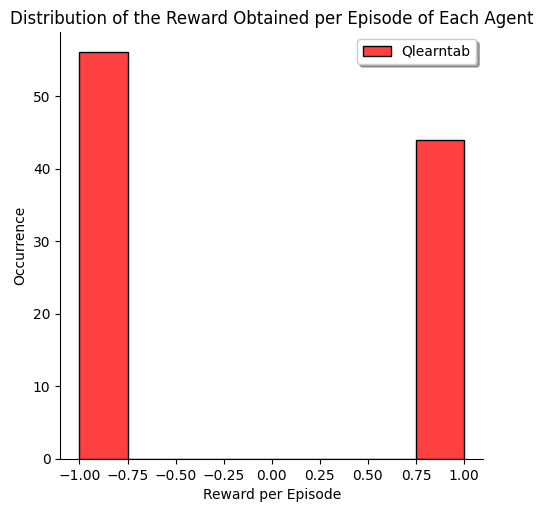 Distribution of the Reward Obtained per Episode of Each Agent
Qlearntab
Occurrence
50
40
30
20
10
0
−1.00 −0.75 −0.50 −0.25 0.00 0.25 0.50 0.75 1.00
Reward per Episode